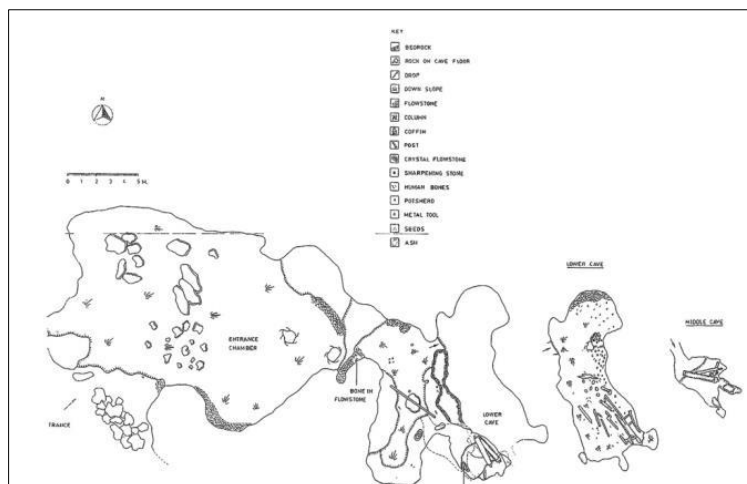 KEY
BEDROCK
ROCK ON CAVE FLOOR
DROP
DOWN SLOPE
FLOWSTONE
COLUMN
COFFIN
POST
CRYSTAL FLOWSTONE
SHARPENING STONE
HUMAN BONES
POTSHERD
METAL TOOL
SEEDS
ASH
N
0 1 2 3 4 5 M.
LOWER CAVE
MIDDLE CAVE
ENTRANCE
CHAMBER
BONE IN
FLOWSTONE
LOWER
CAVE
TRANCE